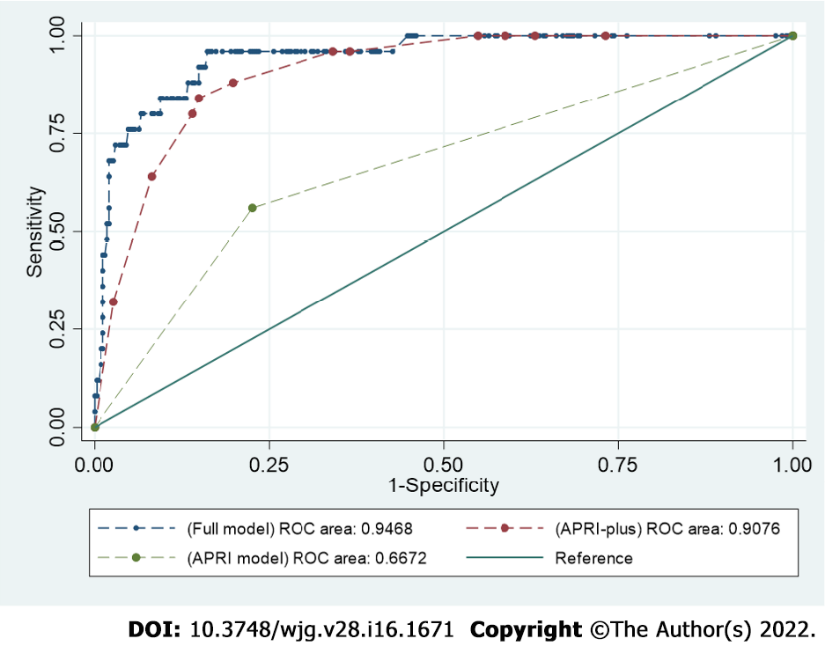 1.00
0.75
0.50
0.25
0.00
Sensitivity
0.00 0.25 0.50 0.75 1.00
1-Specificity
(Full model) ROC area: 0.9468 (APRI-plus) ROC area: 0.9076
(APRI model) ROC area: 0.6672 Reference
DOI: 10.3748/wjg.v28.i16.1671 Copyright ©The Author(s) 2022.